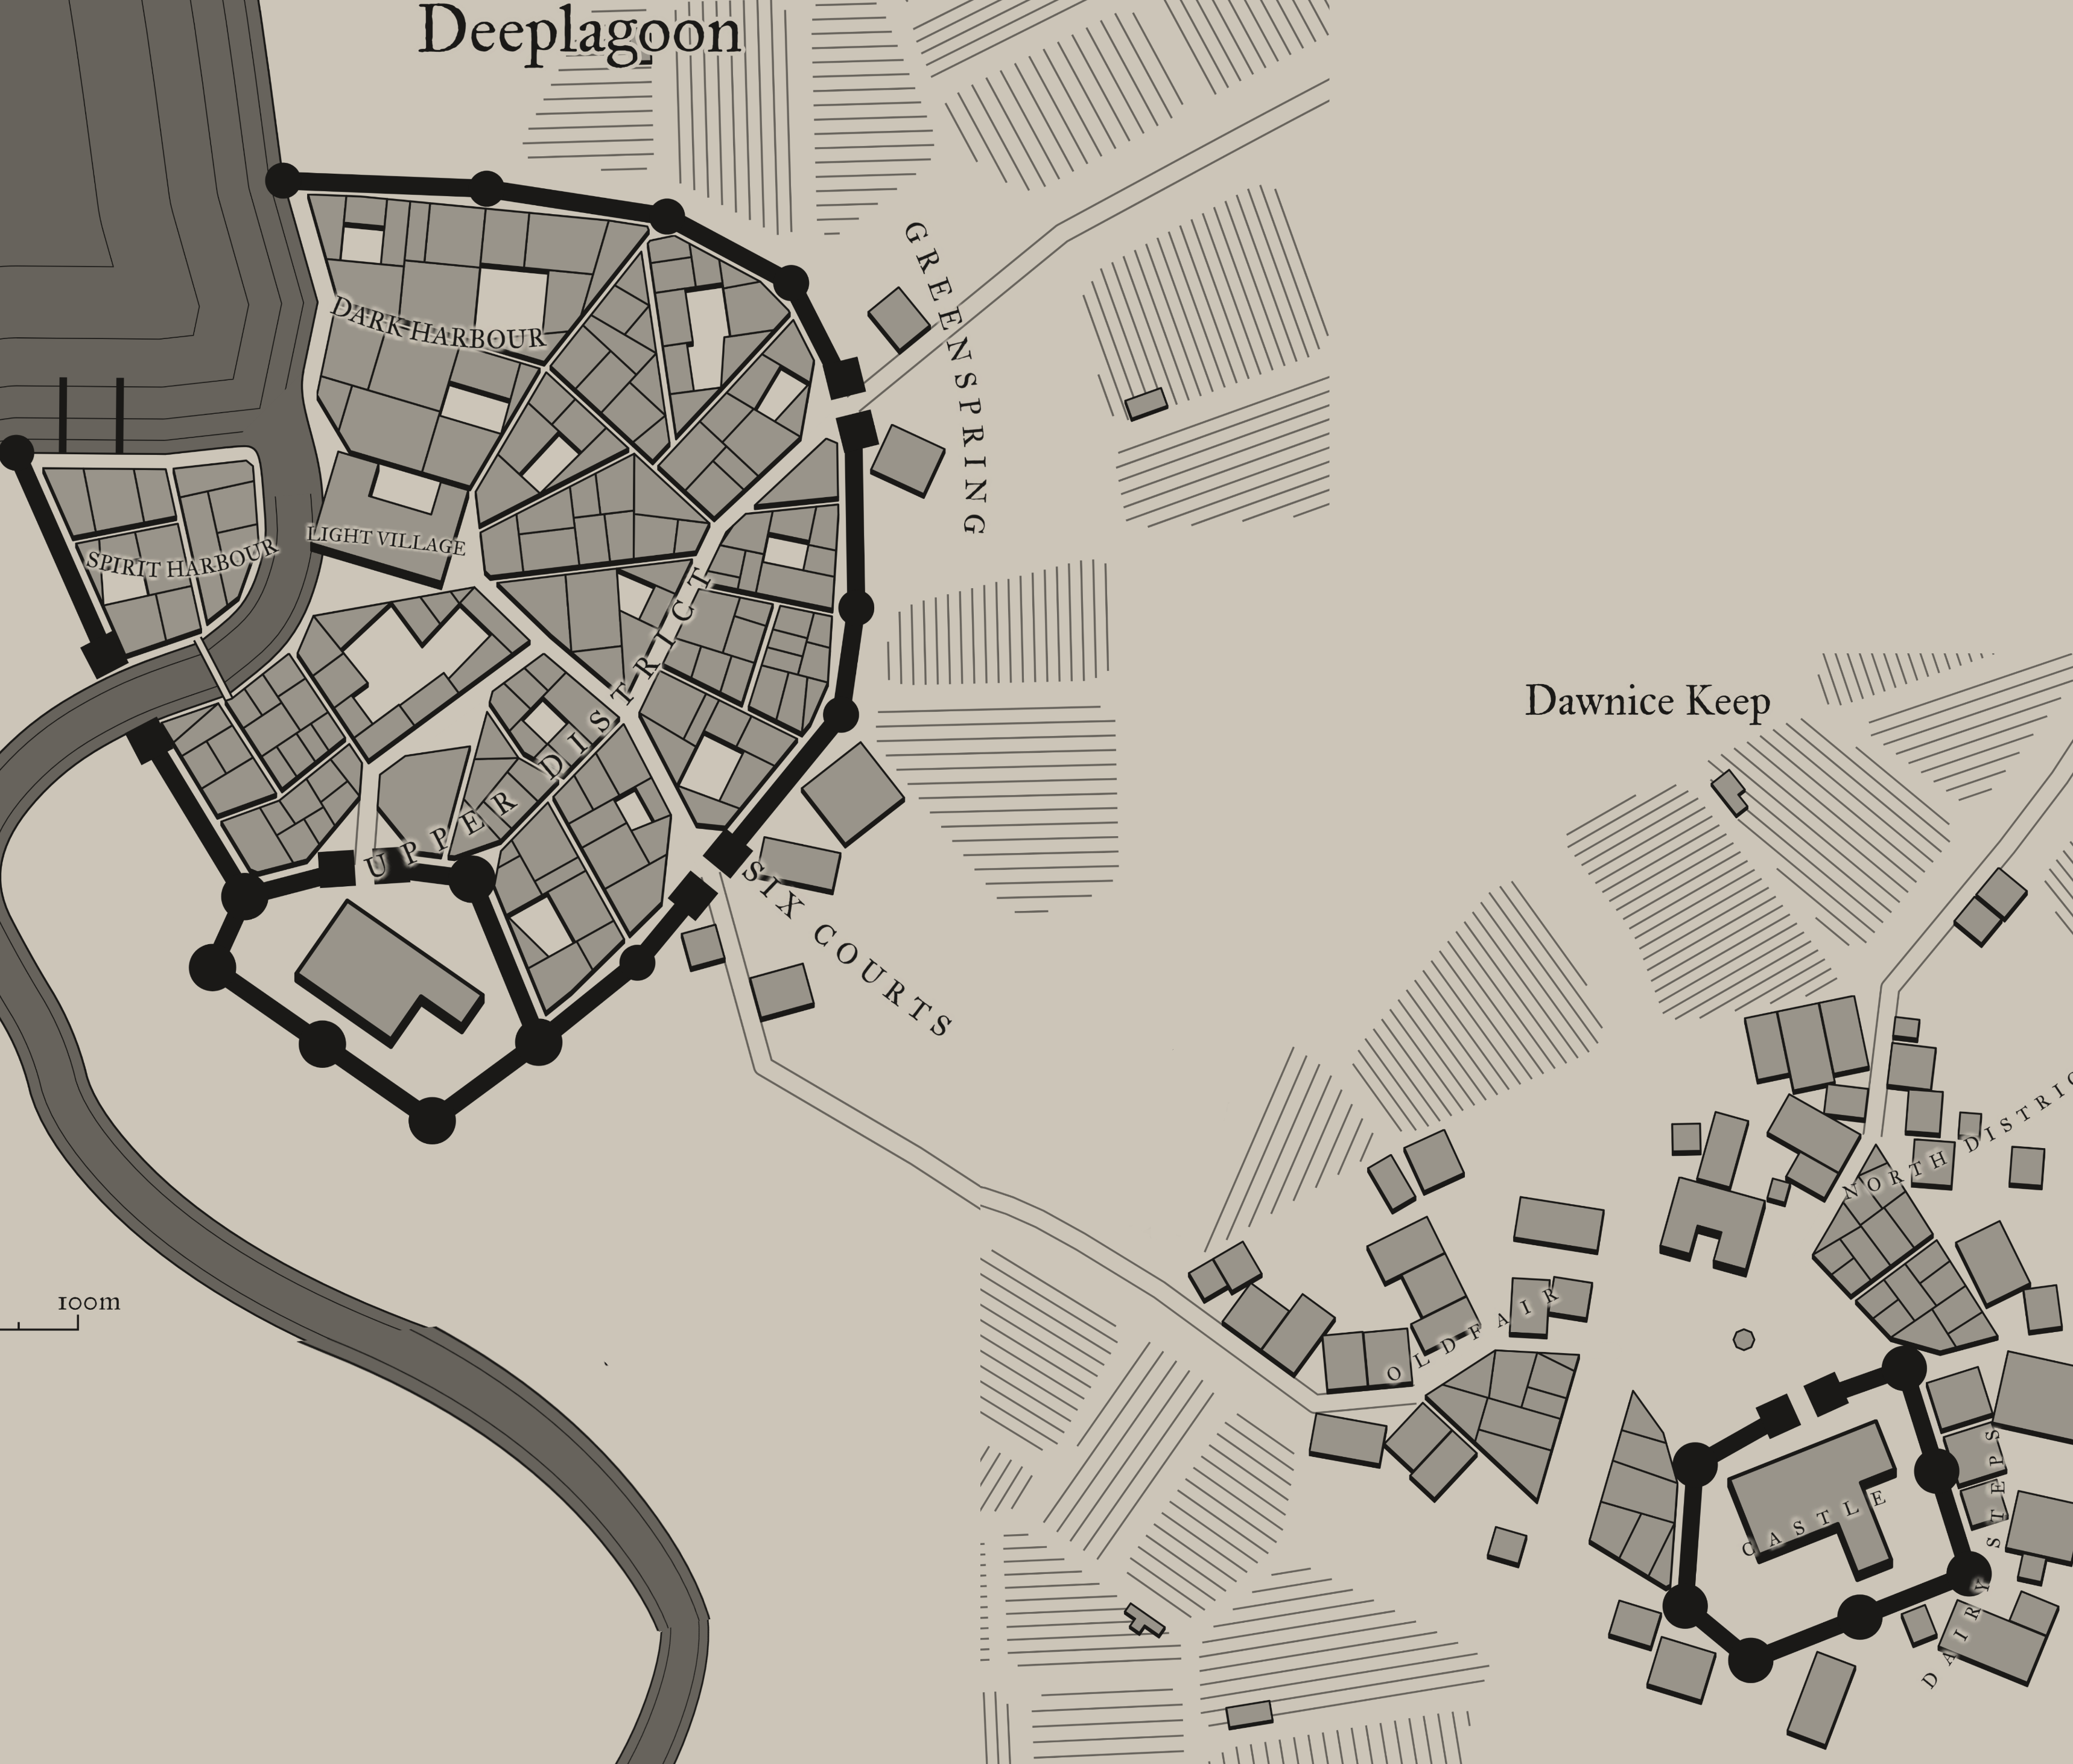 Deeplagoon
GREENSPRING
DARK HARBOUR
LIGHT VILLAGE
SPIRIT HARBOUR
UPPER DISTRICT
SIX COURTS
Dawnice Keep
NORTH DISTRIC
100m
OLDFAIR
CASTLE
DAIRY STEPS